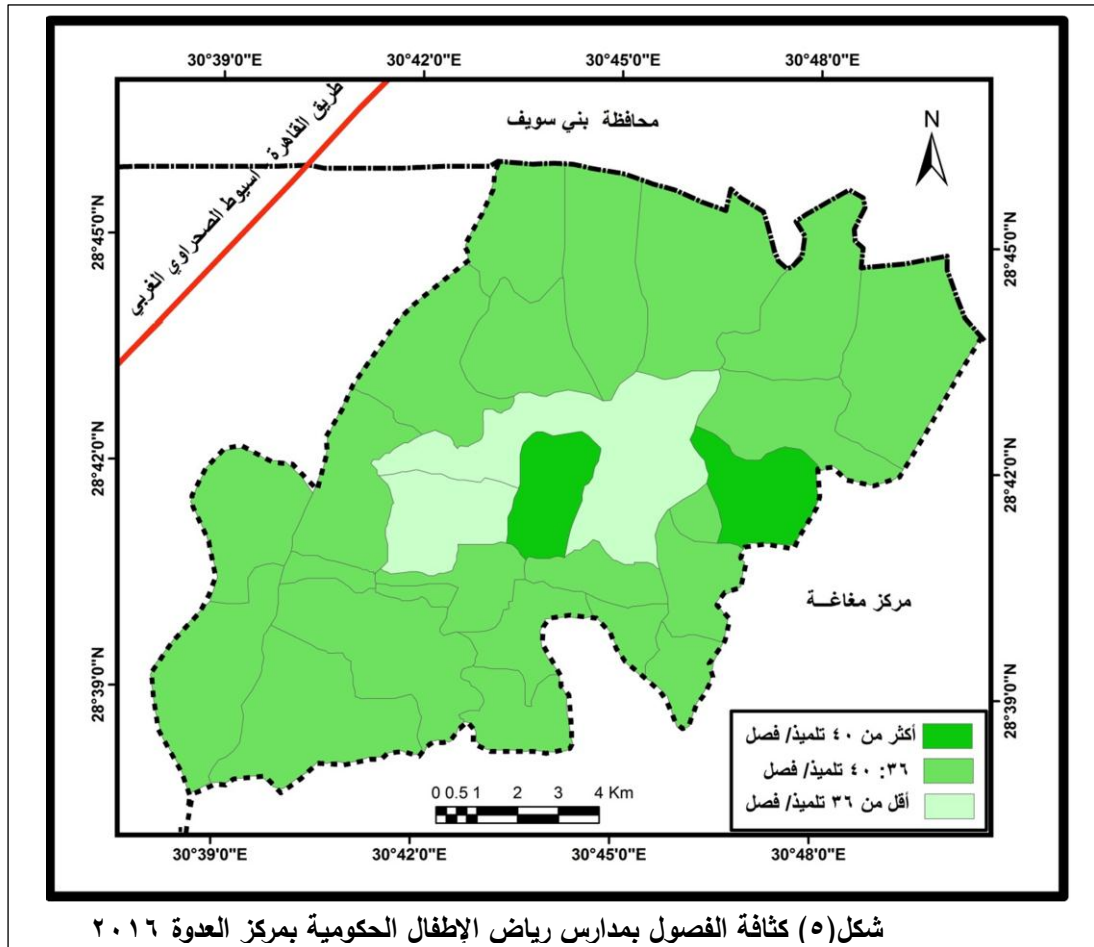 30°39'0"E 30°42'0"E 30°45'0"E 30°48'0"E
محافظة بني سويف
N
طريق القاهرة - اسيوط الصحراوي الغربي
28°45'0"N 28°45'0"N
28°42'0"N 28°42'0"N
مركز مغاغـــة
28°39'0"N 28°39'0"N
أكثر من ٤٠ تلميذ/ فصل
٣٦: ٤٠ تلميذ/ فصل
أقل من ٣٦ تلميذ/ فصل
0 0.5 1 2 3 4 Km
30°39'0"E 30°42'0"E 30°45'0"E 30°48'0"E
شكل(٥) كثافة الفصول بمدارس رياض الإطفال الحكومية بمركز العدوة ٢٠١٦